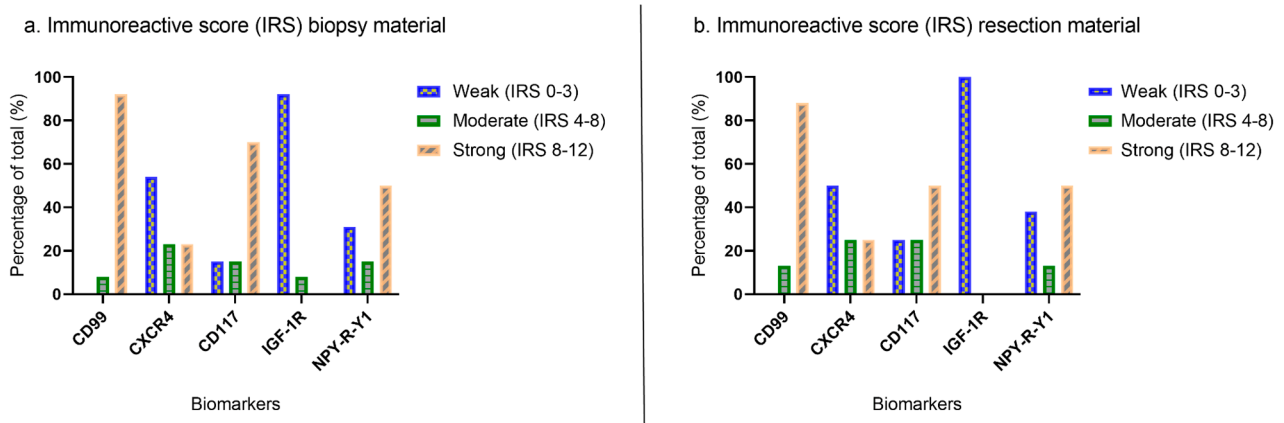 a. Immunoreactive score (IRS) biopsy material
Percentage of total (%)
100
80
60
40
20
0
CD99
CXCR4
CD117
IGF-1R
NPY-R-Y1
Biomarkers
Weak (IRS 0-3)
Moderate (IRS 4-8)
Strong (IRS 8-12)
b. Immunoreactive score (IRS) resection material
Percentage of total (%)
100
80
60
40
20
0
CD99
CXCR4
CD117
IGF-1R
NPY-R-Y1
Biomarkers
Weak (IRS 0-3)
Moderate (IRS 4-8)
Strong (IRS 8-12)